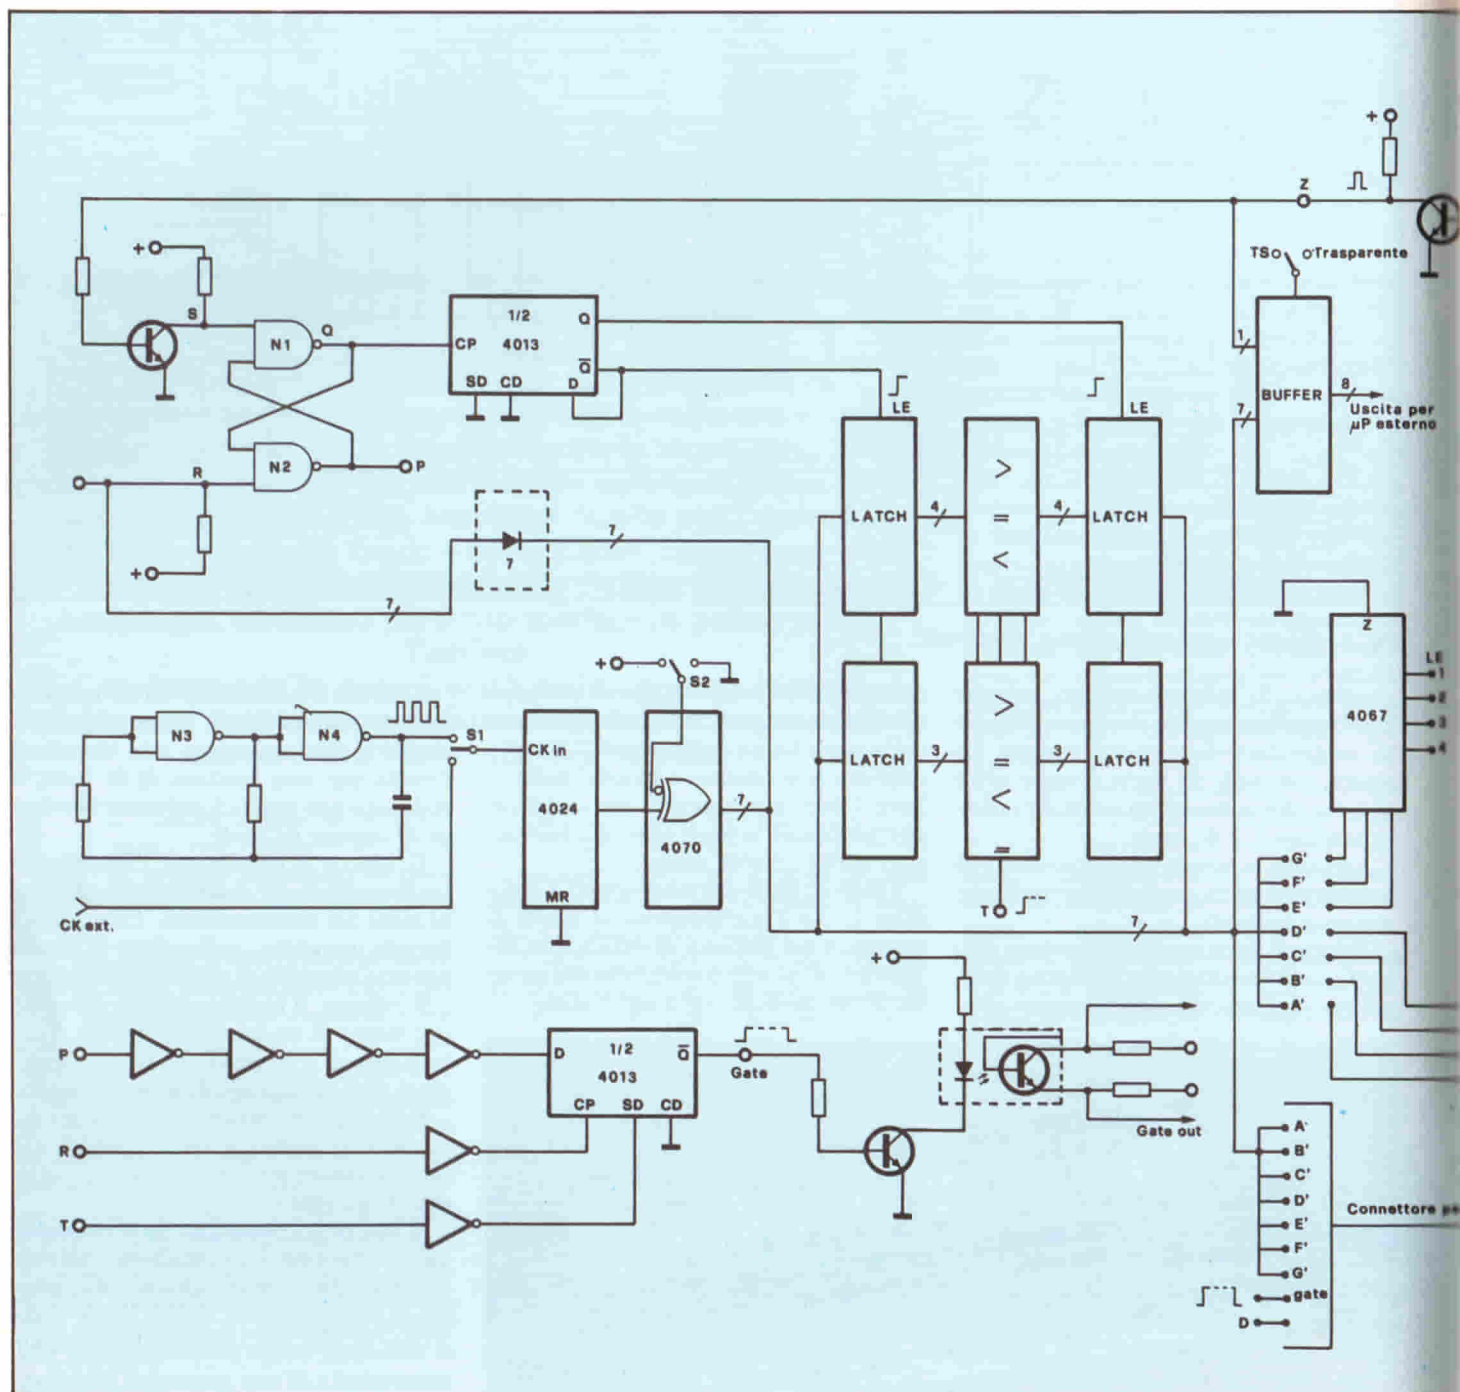 +
Z
TS Trasparente
+
S
N1
Q
1/2
4013
CP
Q
Q̅
SD CD D
1
BUFFER
8
Uscita per
µP esterno
7
LE
LE
N2
P
R
+
7
7
7
LATCH
4
>
=
<
4
LATCH
Z
LE
1
2
3
4
4067
+
S2
N3
N4
S1
CK in
4024
MR
4070
7
LATCH
3
>
=
<
=
3
LATCH
T
CK ext.
7
G'
F'
E'
D'
C'
B'
A'
+
P
D
1/2
4013
Q̅
CP SD CD
Gate
R
T
Gate out
A'
B'
C'
D'
E'
F'
G'
gate
D
Connettore